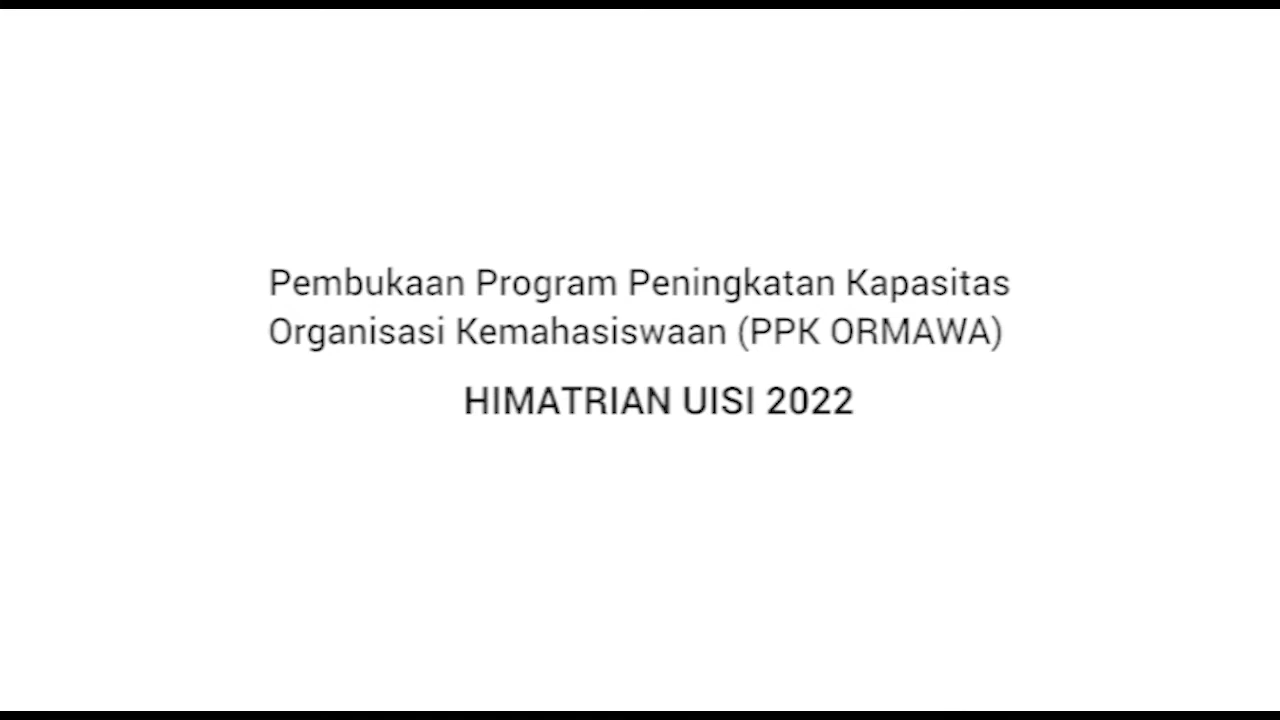 Pembukaan Program Peningkatan Kapasitas
Organisasi Kemahasiswaan (PPK ORMAWA)
HIMATRIAN UISI 2022